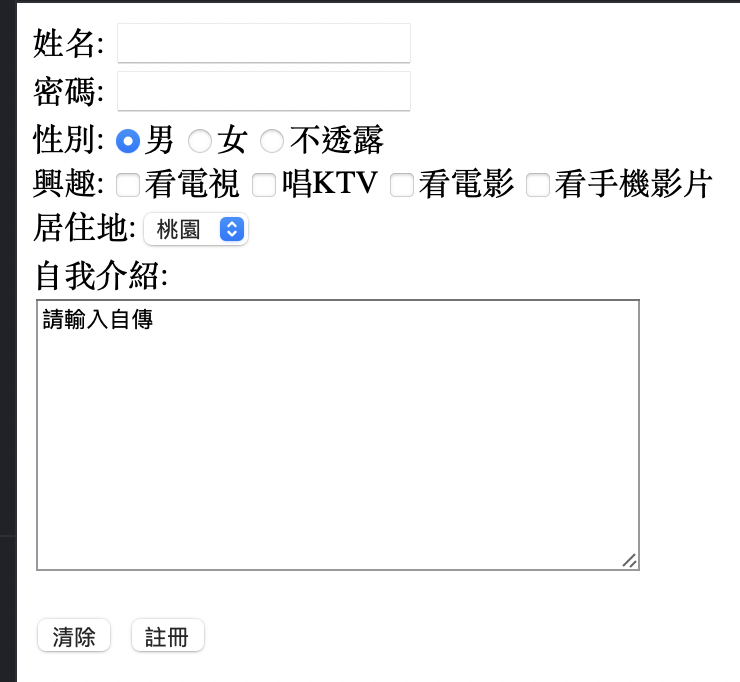 姓名:
密碼:
性別: 男 女 不透露
興趣: 看電視 唱KTV 看電影 看手機影片
居住地: 桃園
自我介紹:
請輸入自傳
清除 註冊